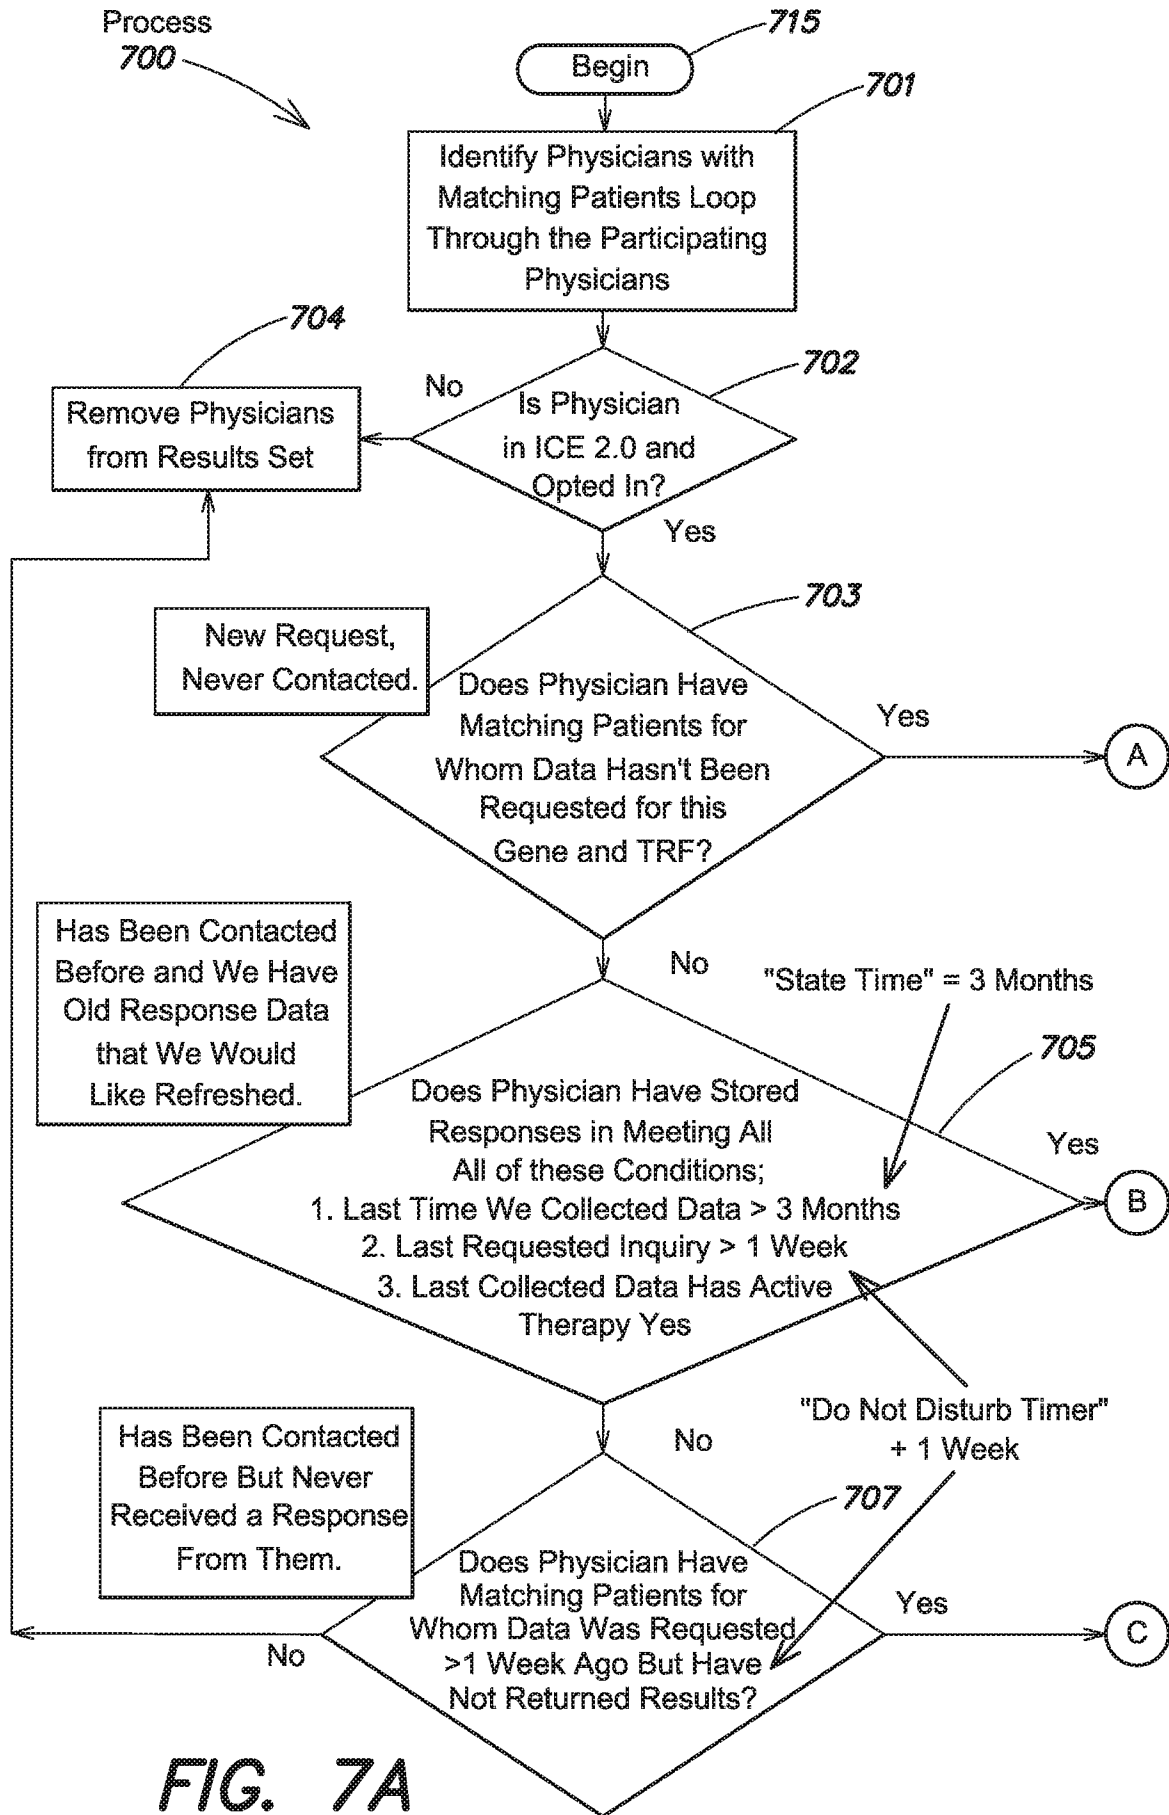 Process
700
715
Begin
701
Identify Physicians with
Matching Patients Loop
Through the Participating
Physicians
704
702
No
Remove Physicians
from Results Set
Is Physician
in ICE 2.0 and
Opted In?
Yes
703
New Request,
Never Contacted.
Does Physician Have
Matching Patients for
Whom Data Hasn't Been
Requested for this
Gene and TRF?
Yes
A
No
Has Been Contacted
Before and We Have
Old Response Data
that We Would
Like Refreshed.
"State Time" = 3 Months
705
Does Physician Have Stored
Responses in Meeting All
All of these Conditions;
1. Last Time We Collected Data > 3 Months
2. Last Requested Inquiry > 1 Week
3. Last Collected Data Has Active
Therapy Yes
Yes
B
No
"Do Not Disturb Timer"
+ 1 Week
Has Been Contacted
Before But Never
Received a Response
From Them.
707
Does Physician Have
Matching Patients for
Whom Data Was Requested
>1 Week Ago But Have
Not Returned Results?
Yes
C
No
FIG. 7A